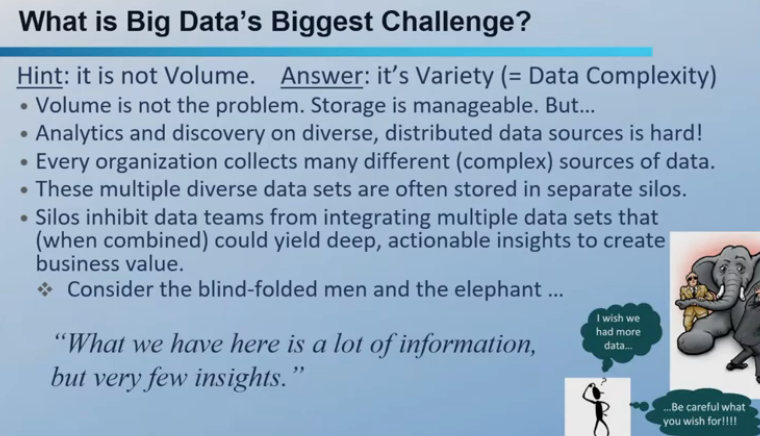 What is Big Data's Biggest Challenge?
Hint: it is not Volume. Answer: it's Variety (= Data Complexity)
• Volume is not the problem. Storage is manageable. But...
• Analytics and discovery on diverse, distributed data sources is hard!
• Every organization collects many different (complex) sources of data.
• These multiple diverse data sets are often stored in separate silos.
• Silos inhibit data teams from integrating multiple data sets that
(when combined) could yield deep, actionable insights to create
business value.
❖ Consider the blind-folded men and the elephant ...
“What we have here is a lot of information,
but very few insights.”
I wish we
had more
data...
?
...Be careful what
you wish for!!!!